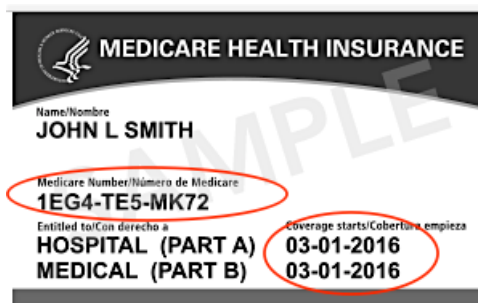 MEDICARE HEALTH INSURANCE
SAMPLE
Name/Nombre
JOHN L SMITH
Medicare Number/Número de Medicare
1EG4-TE5-MK72
Entitled to/Con derecho a Coverage starts/Cobertura empieza
HOSPITAL (PART A) 03-01-2016
MEDICAL (PART B) 03-01-2016